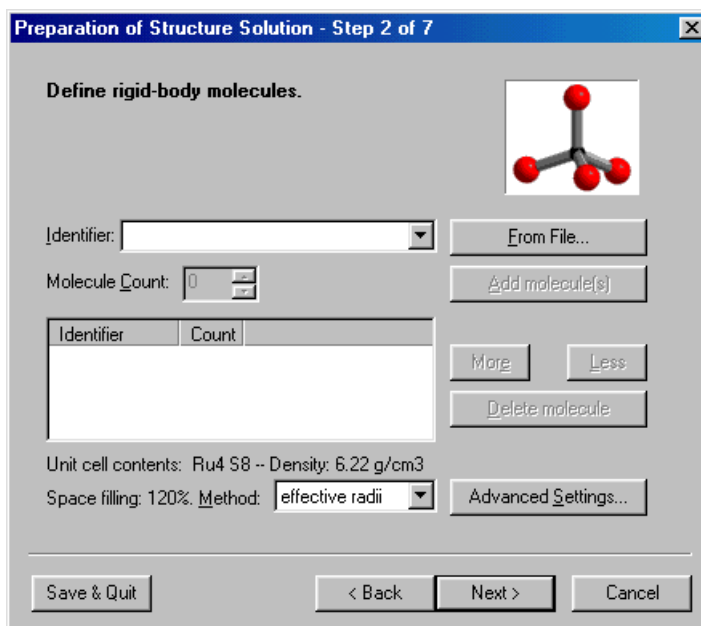 Preparation of Structure Solution - Step 2 of 7
Define rigid-body molecules.
Identifier:
From File...
Molecule Count: 0
Add molecule(s)
Identifier Count
More Less
Delete molecule
Unit cell contents: Ru4 S8 -- Density: 6.22 g/cm3
Space filling: 120%. Method: effective radii
Advanced Settings...
Save & Quit < Back Next > Cancel